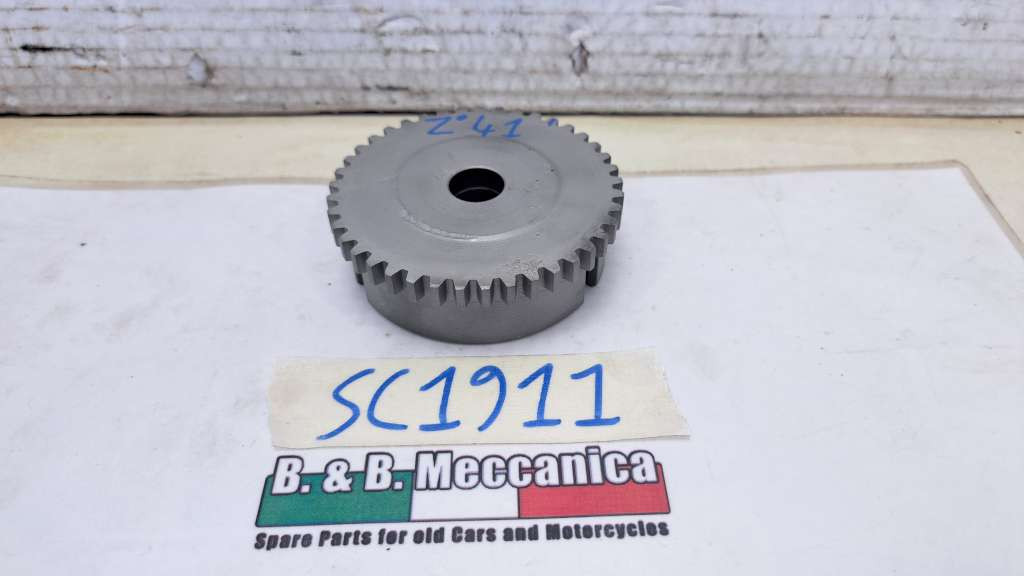 Z°41
SC1911
B. & B. Meccanica
Spare Parts for old Cars and Motorcycles